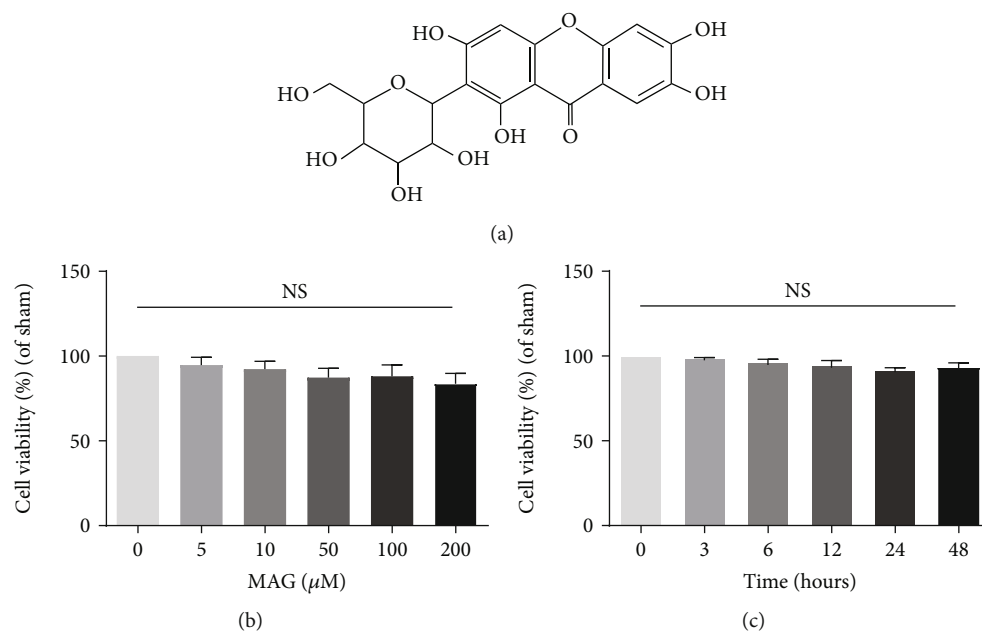 O
HO
OH
O
HO
OH
OH
O
HO
OH
OH
(a)
150
100
50
0
Cell viability (%) (of sham)
NS
0 5 10 50 100 200
MAG (μM)
(b)
150
100
50
0
Cell viability (%) (of sham)
NS
0 3 6 12 24 48
Time (hours)
(c)